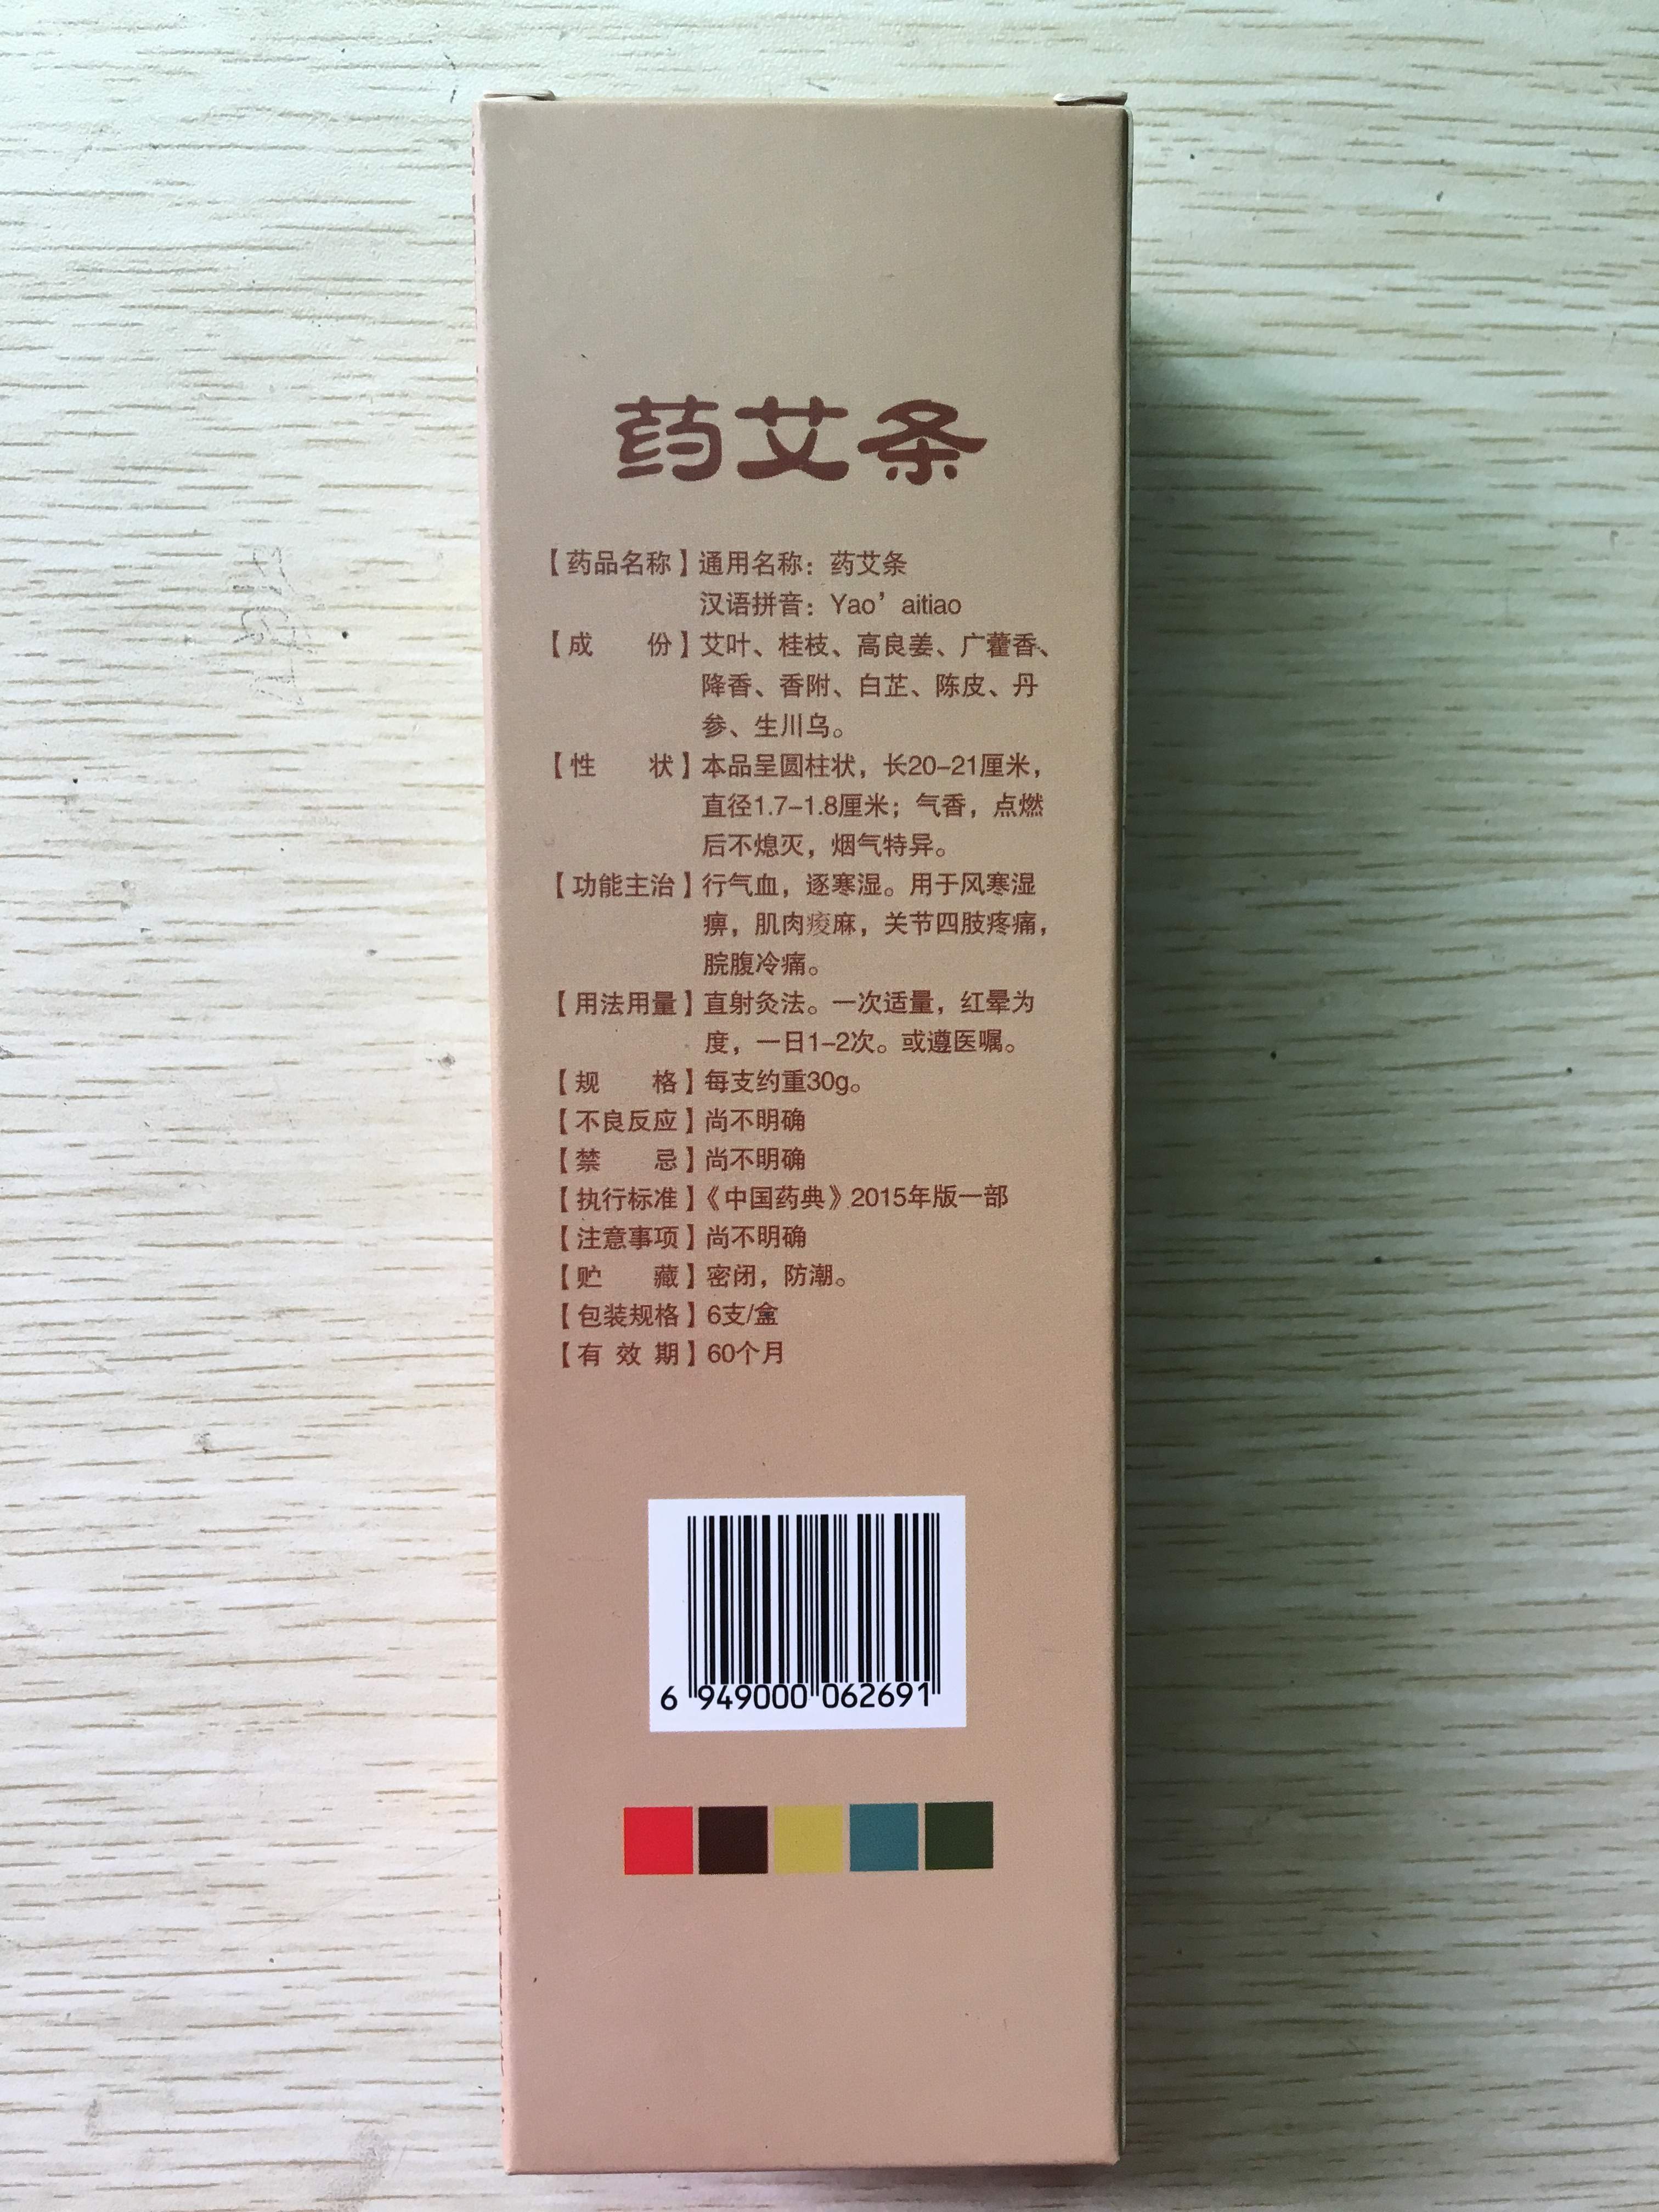 药艾条
【药品名称】通用名称：药艾条
汉语拼音：Yao’aitiao
【成　　份】艾叶、桂枝、高良姜、广藿香、
降香、香附、白芷、陈皮、丹
参、生川乌。
【性　　状】本品呈圆柱状，长20-21厘米，
直径1.7-1.8厘米；气香，点燃
后不熄灭，烟气特异。
【功能主治】行气血，逐寒湿。用于风寒湿
痹，肌肉痠麻，关节四肢疼痛，
脘腹冷痛。
【用法用量】直射灸法。一次适量，红晕为
度，一日1-2次。或遵医嘱。
【规　　格】每支约重30g。
【不良反应】尚不明确
【禁　　忌】尚不明确
【执行标准】《中国药典》2015年版一部
【注意事项】尚不明确
【贮　　藏】密闭，防潮。
【包装规格】6支/盒
【有 效 期】60个月
6 949000 062691